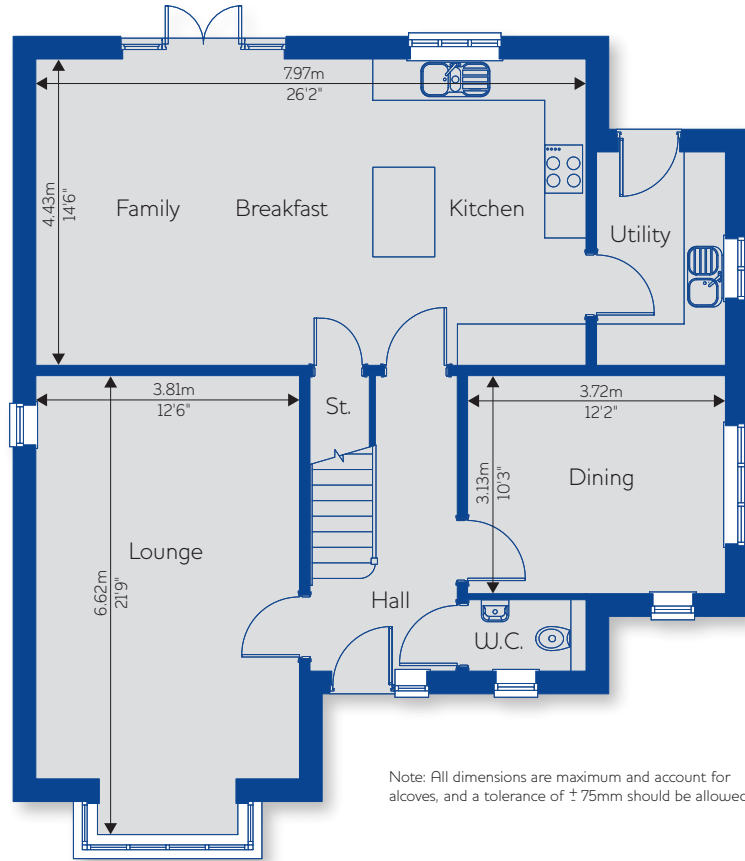 7.97m
26'2"
4.43m
14'6"
Family
Breakfast
Kitchen
Utility
3.81m
12'6"
St.
3.72m
12'2"
3.13m
10'3"
Dining
Lounge
6.62m
21'9"
Hall
W.C.
Note: All dimensions are maximum and account for
alcoves, and a tolerance of ± 75mm should be allowed